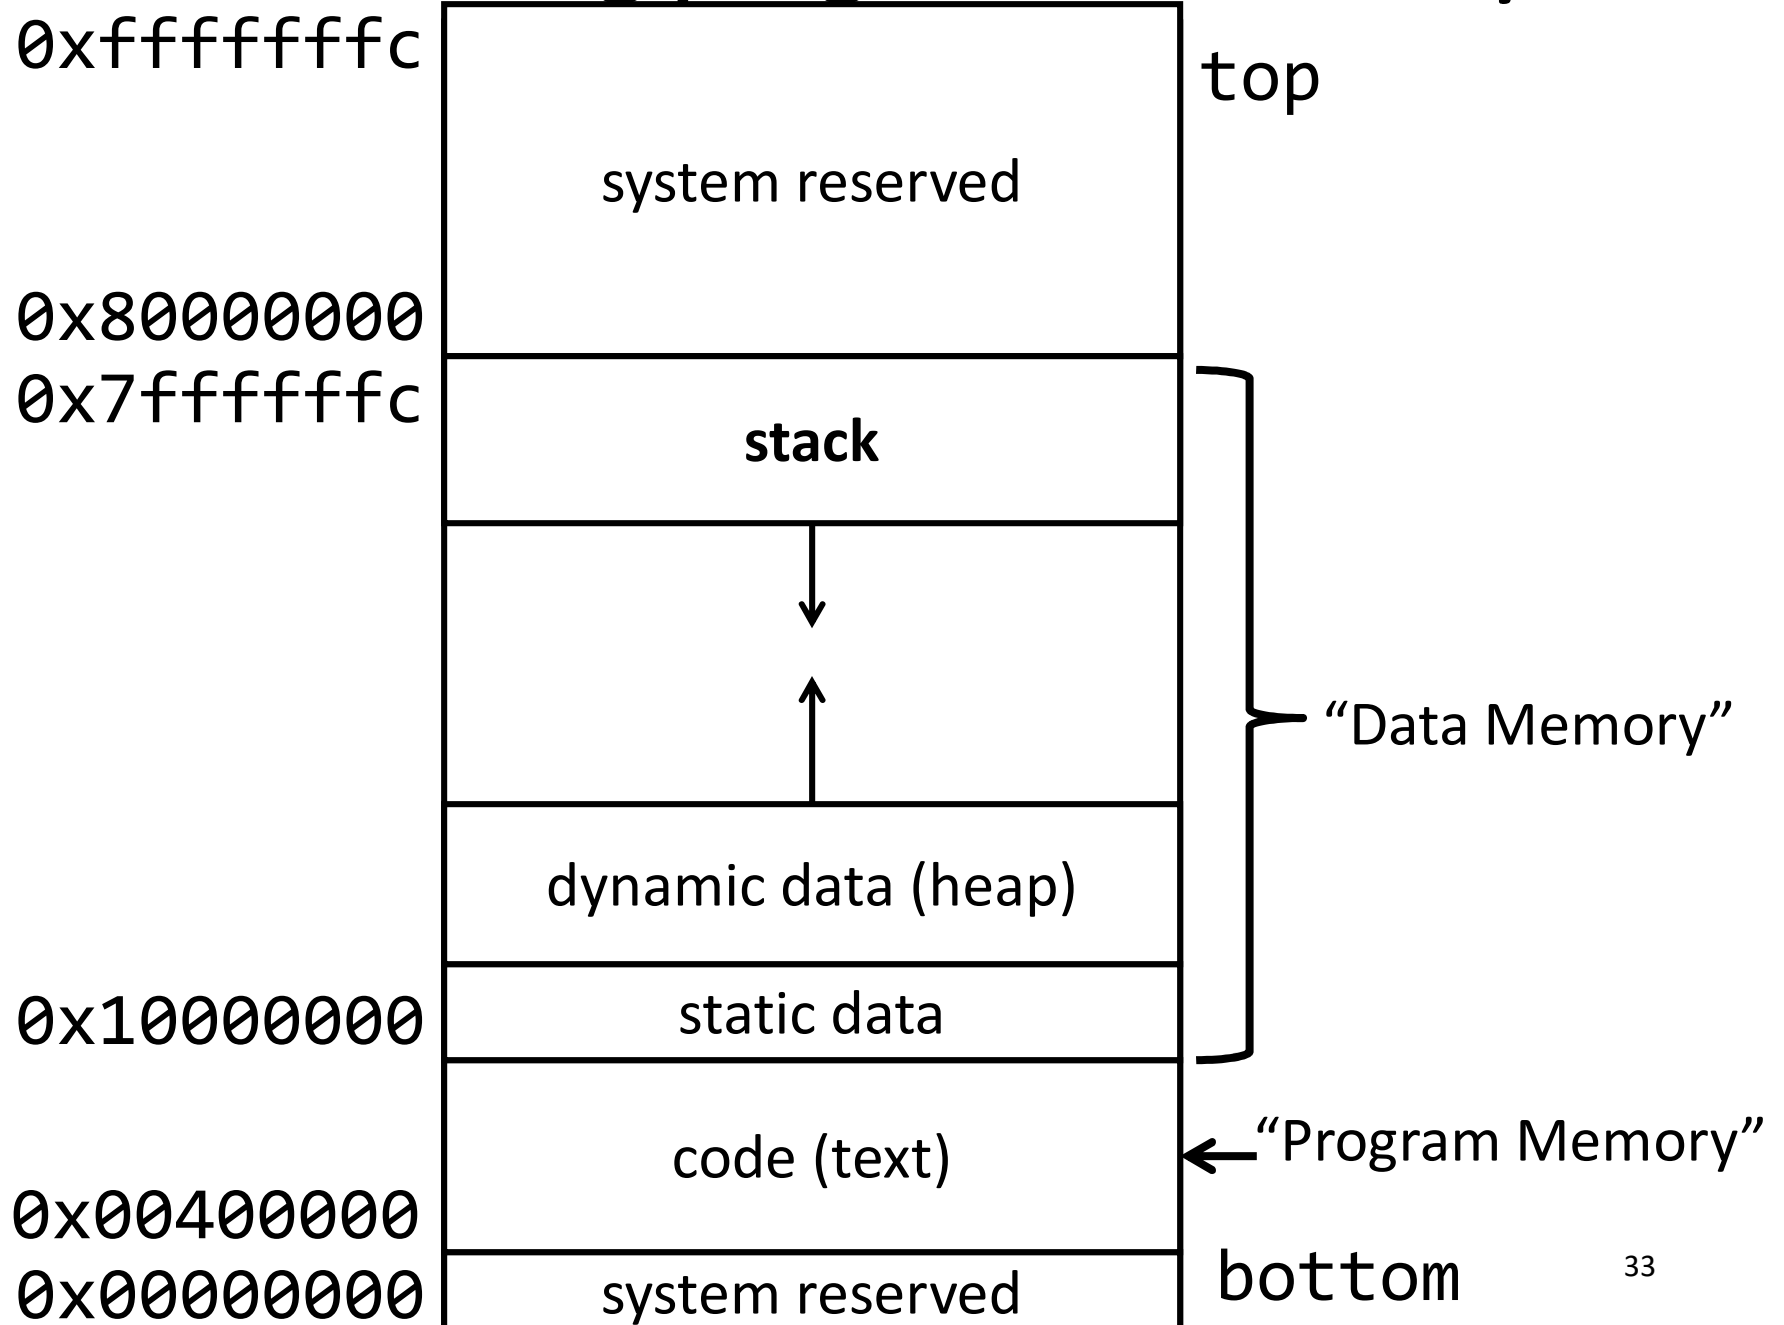 0xfffffffc
top
system reserved
0x80000000
0x7ffffffc
stack
“Data Memory”
dynamic data (heap)
static data
0x10000000
“Program Memory”
code (text)
0x00400000
bottom
33
0x00000000
system reserved